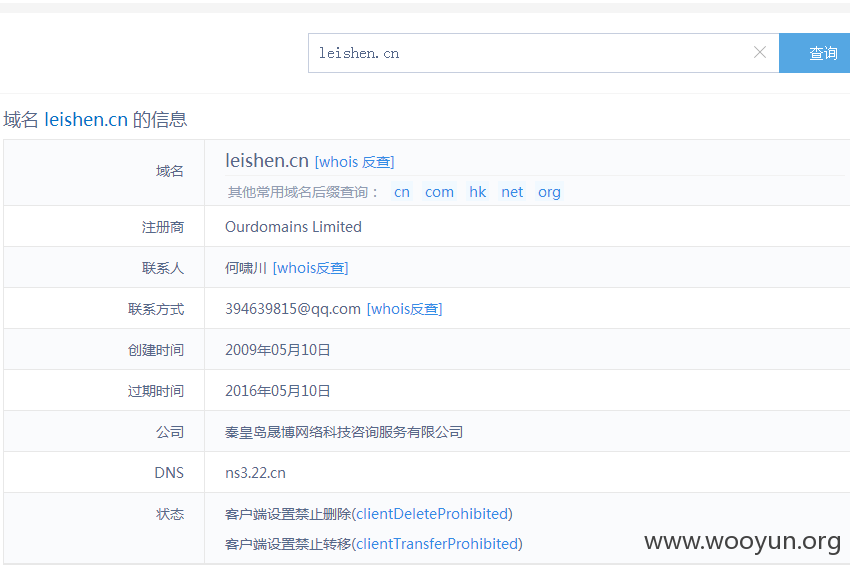 leishen.cn
查询
域名 leishen.cn 的信息
域名 leishen.cn [whois 反查]
其他常用域名后缀查询： cn com hk net org
注册商 Ourdomains Limited
联系人 何啸川 [whois反查]
联系方式 394639815@qq.com [whois反查]
创建时间 2009年05月10日
过期时间 2016年05月10日
公司 秦皇岛晟博网络科技咨询服务有限公司
DNS ns3.22.cn
状态 客户端设置禁止删除(clientDeleteProhibited)
客户端设置禁止转移(clientTransferProhibited)
www.wooyun.org